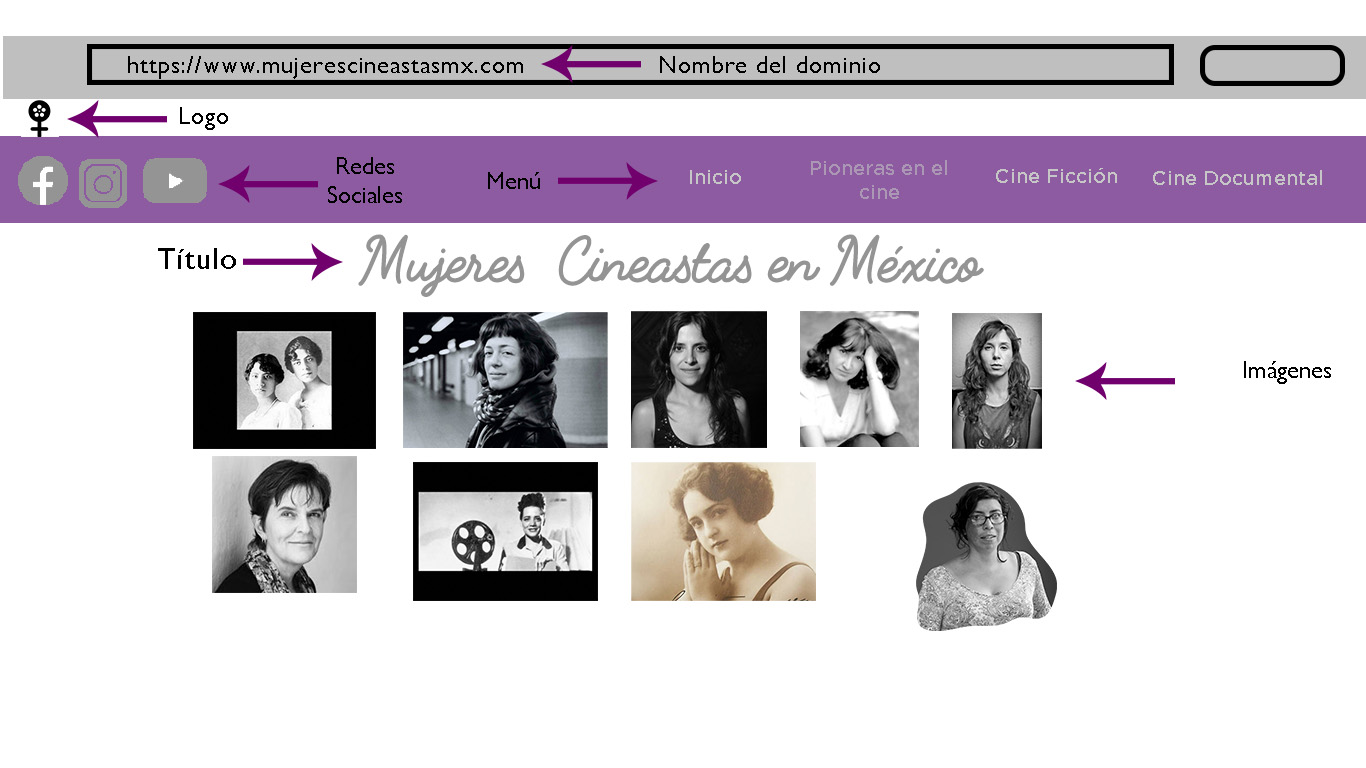 https://www.mujerescineastasmx.com
Nombre del dominio
Logo
Redes
Sociales
Menú
Inicio
Pioneras en el
cine
Cine Ficción
Cine Documental
Título
Mujeres Cineastas en México
Imágenes